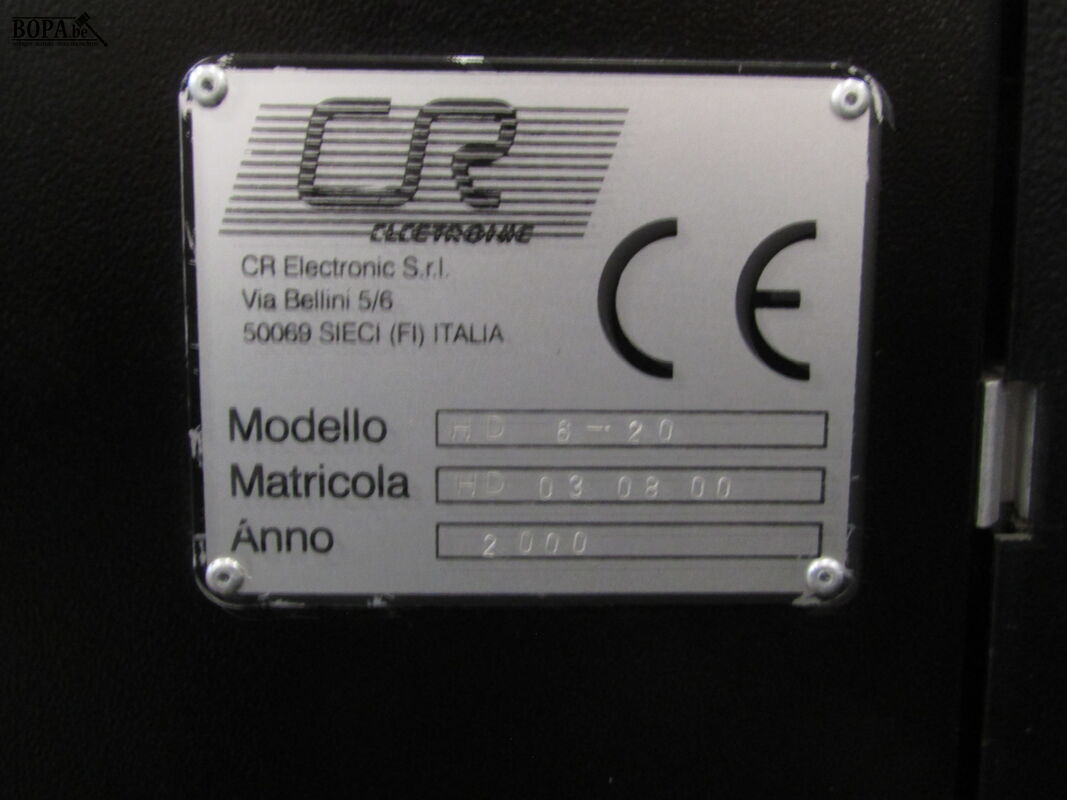 BOPA.be
CR
ELCETRONIC
CR Electronic S.r.l.
Via Bellini 5/6
50069 SIECI (FI) ITALIA
CE
Modello HD 8-20
Matricola HD 03 08 00
Anno 2000